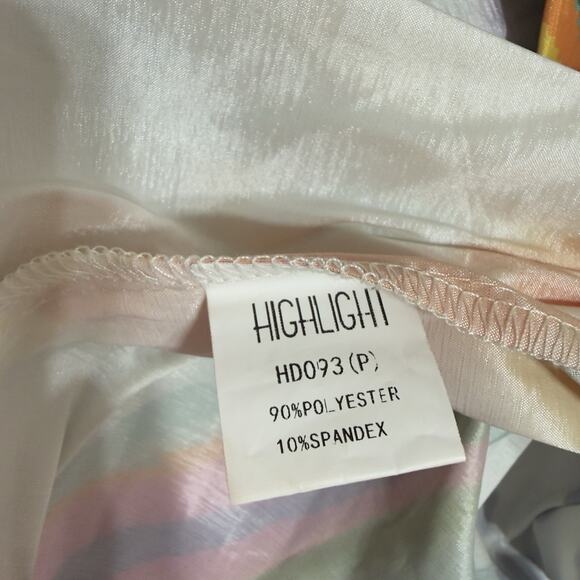 HIGHLIGHT
HD093(P)
90%POLYESTER
10%SPANDEX